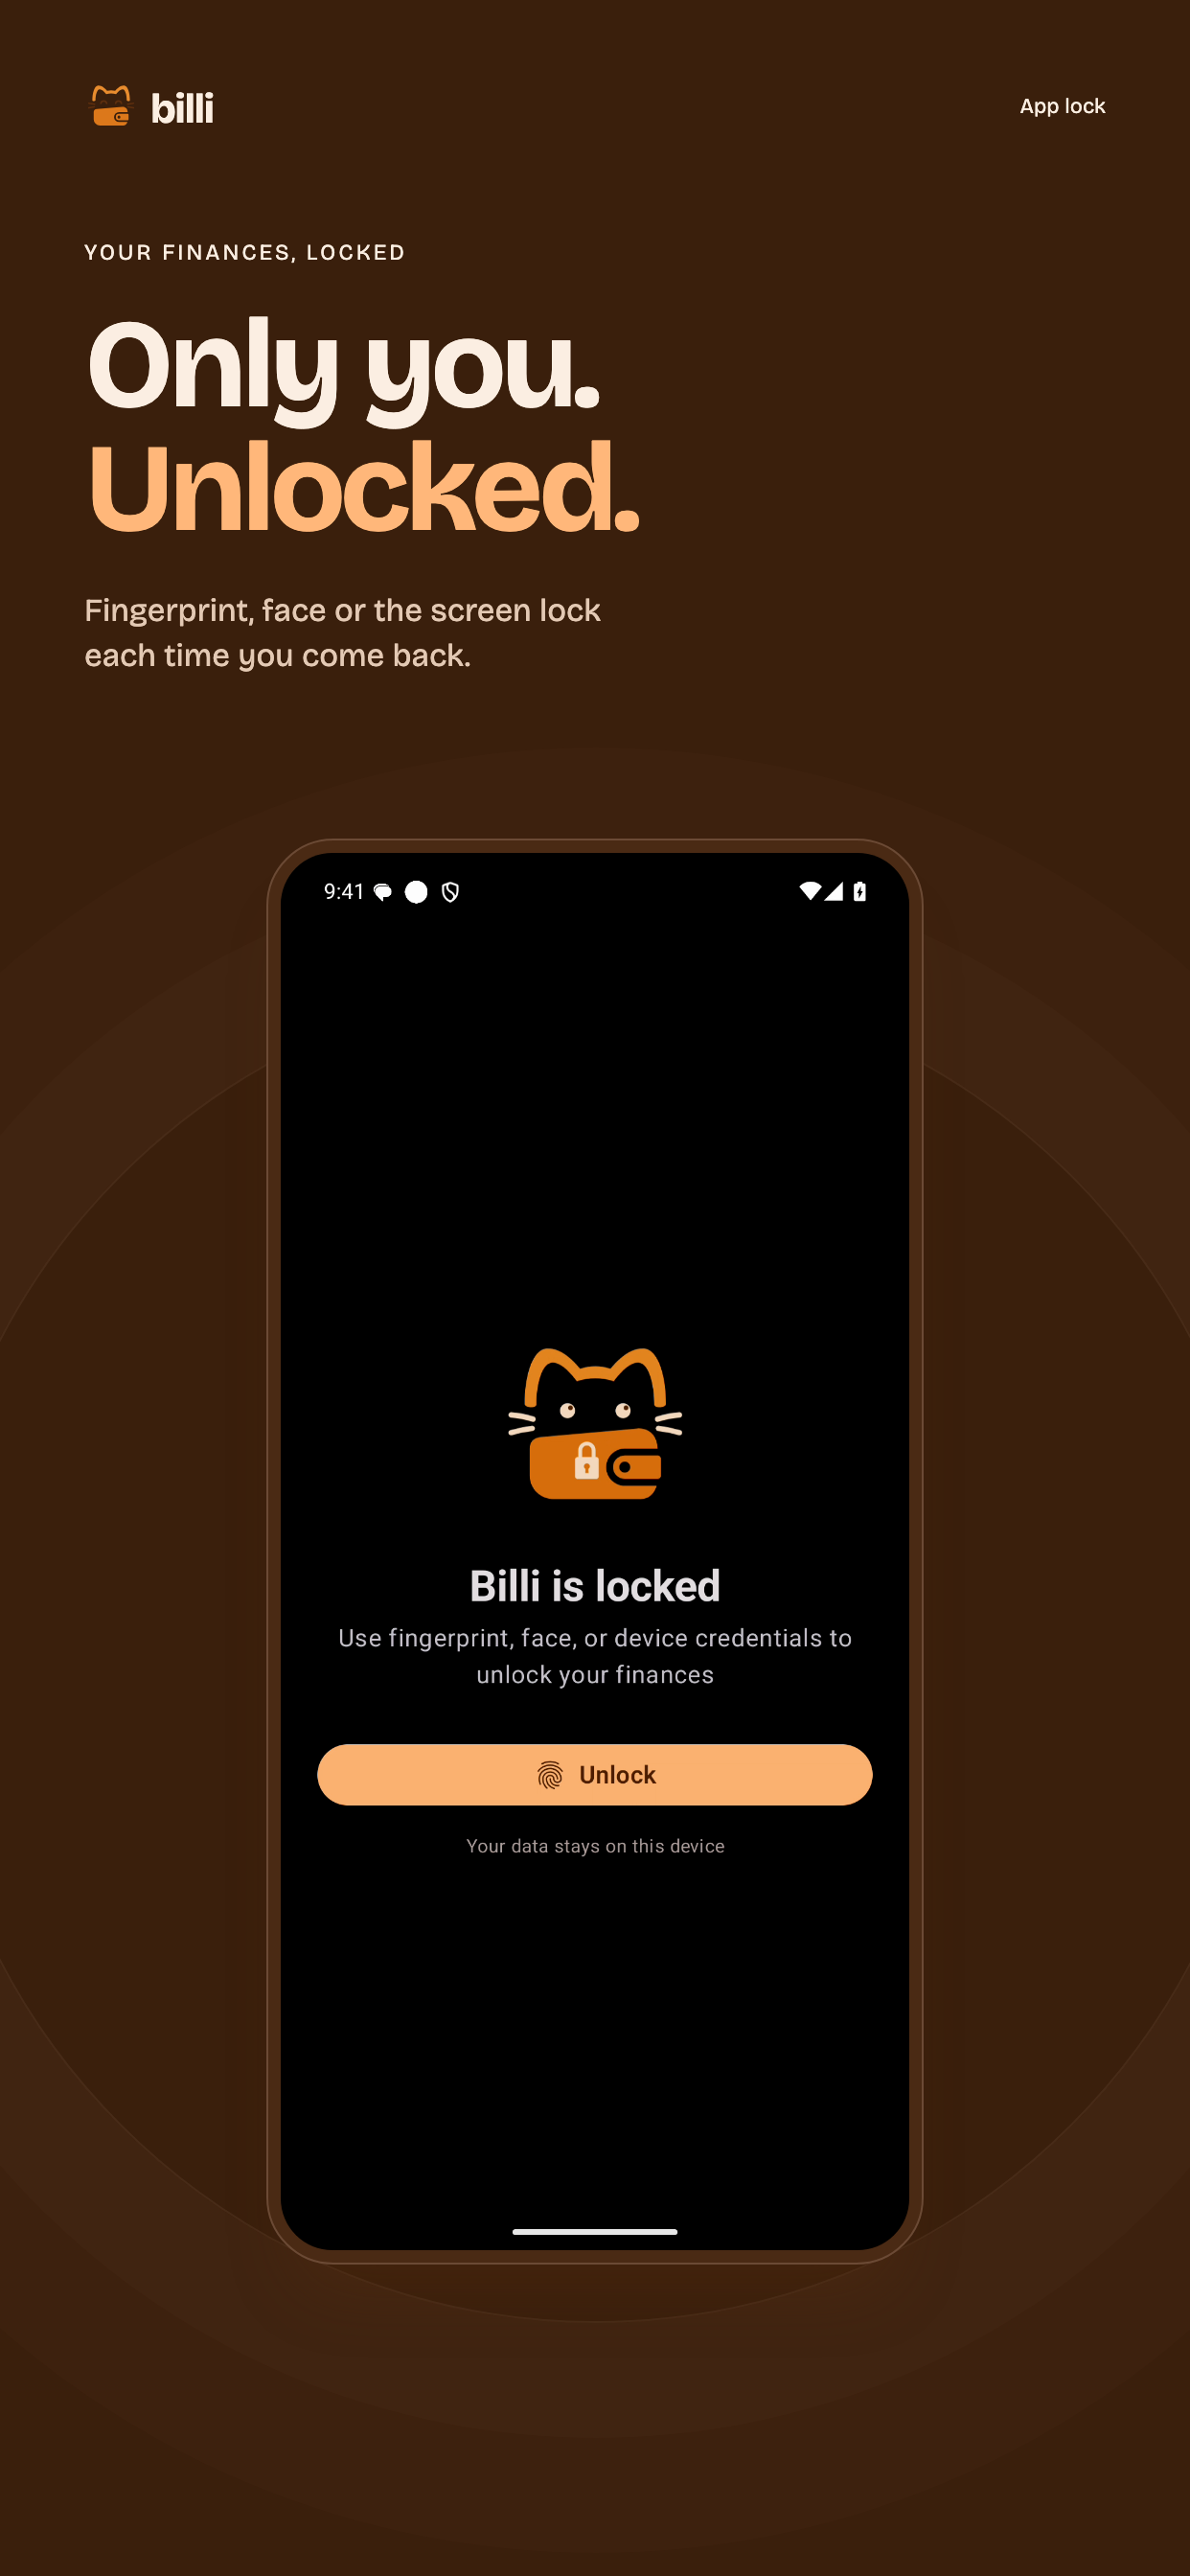 billi
App lock
YOUR FINANCES, LOCKED
Only you.
Unlocked.
Fingerprint, face or the screen lock
each time you come back.
9:41
Billi is locked
Use fingerprint, face, or device credentials to
unlock your finances
Unlock
Your data stays on this device